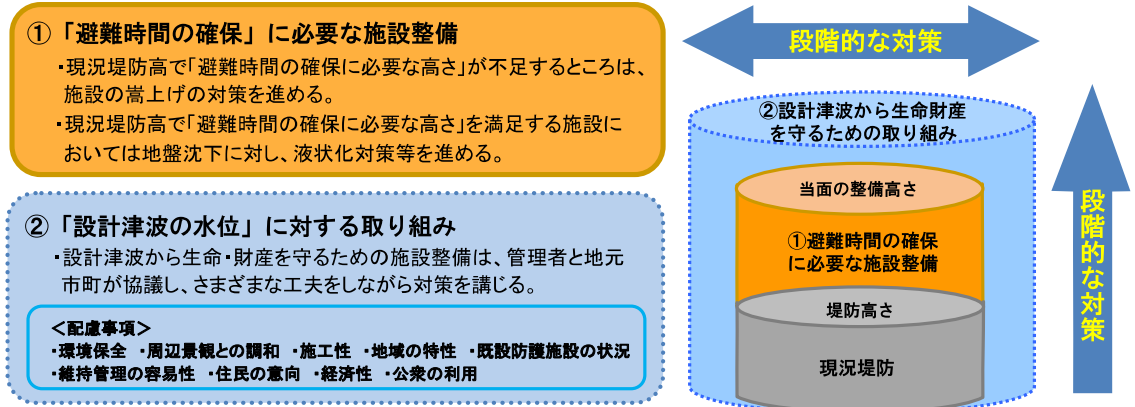 ① 「避難時間の確保」に必要な施設整備
・現況堤防高で「避難時間の確保に必要な高さ」が不足するところは、
施設の嵩上げの対策を進める。
・現況堤防高で「避難時間の確保に必要な高さ」を満足する施設に
おいては地盤沈下に対し、液状化対策等を進める。
② 「設計津波の水位」に対する取り組み
・設計津波から生命・財産を守るための施設整備は、管理者と地元
市町が協議し、さまざまな工夫をしながら対策を講じる。
＜配慮事項＞
・環境保全 ・周辺景観との調和 ・施工性 ・地域の特性 ・既設防護施設の状況
・維持管理の容易性 ・住民の意向 ・経済性 ・公衆の利用
段階的な対策
②設計津波から生命財産
を守るための取り組み
当面の整備高さ
①避難時間の確保
に必要な施設整備
堤防高さ
現況堤防
段階的な対策